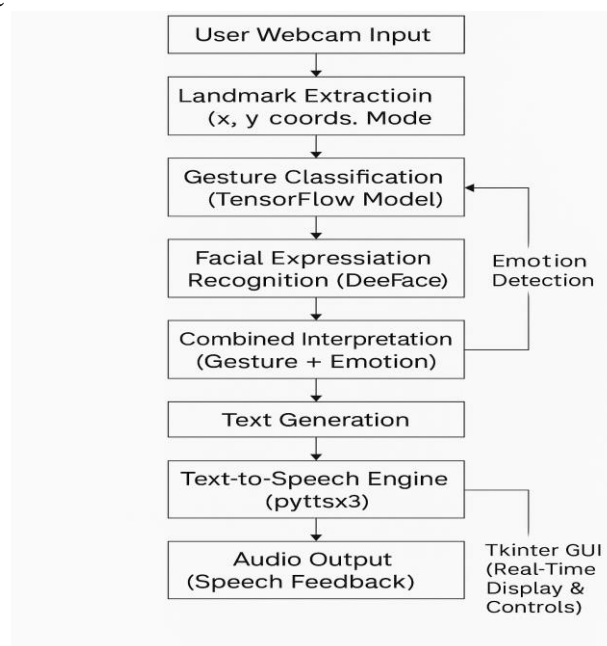 User Webcam Input
Landmark Extractioin
(x, y coords. Mode
Gesture Classification
(TensorFlow Model)
Facial Expressiation
Recognition (DeeFace)
Emotion
Detection
Combined Interpretation
(Gesture + Emotion)
Text Generation
Text-to-Speech Engine
(pyttsx3)
Audio Output
(Speech Feedback)
Tkinter GUI
(Real-Time
Display &
Controls)